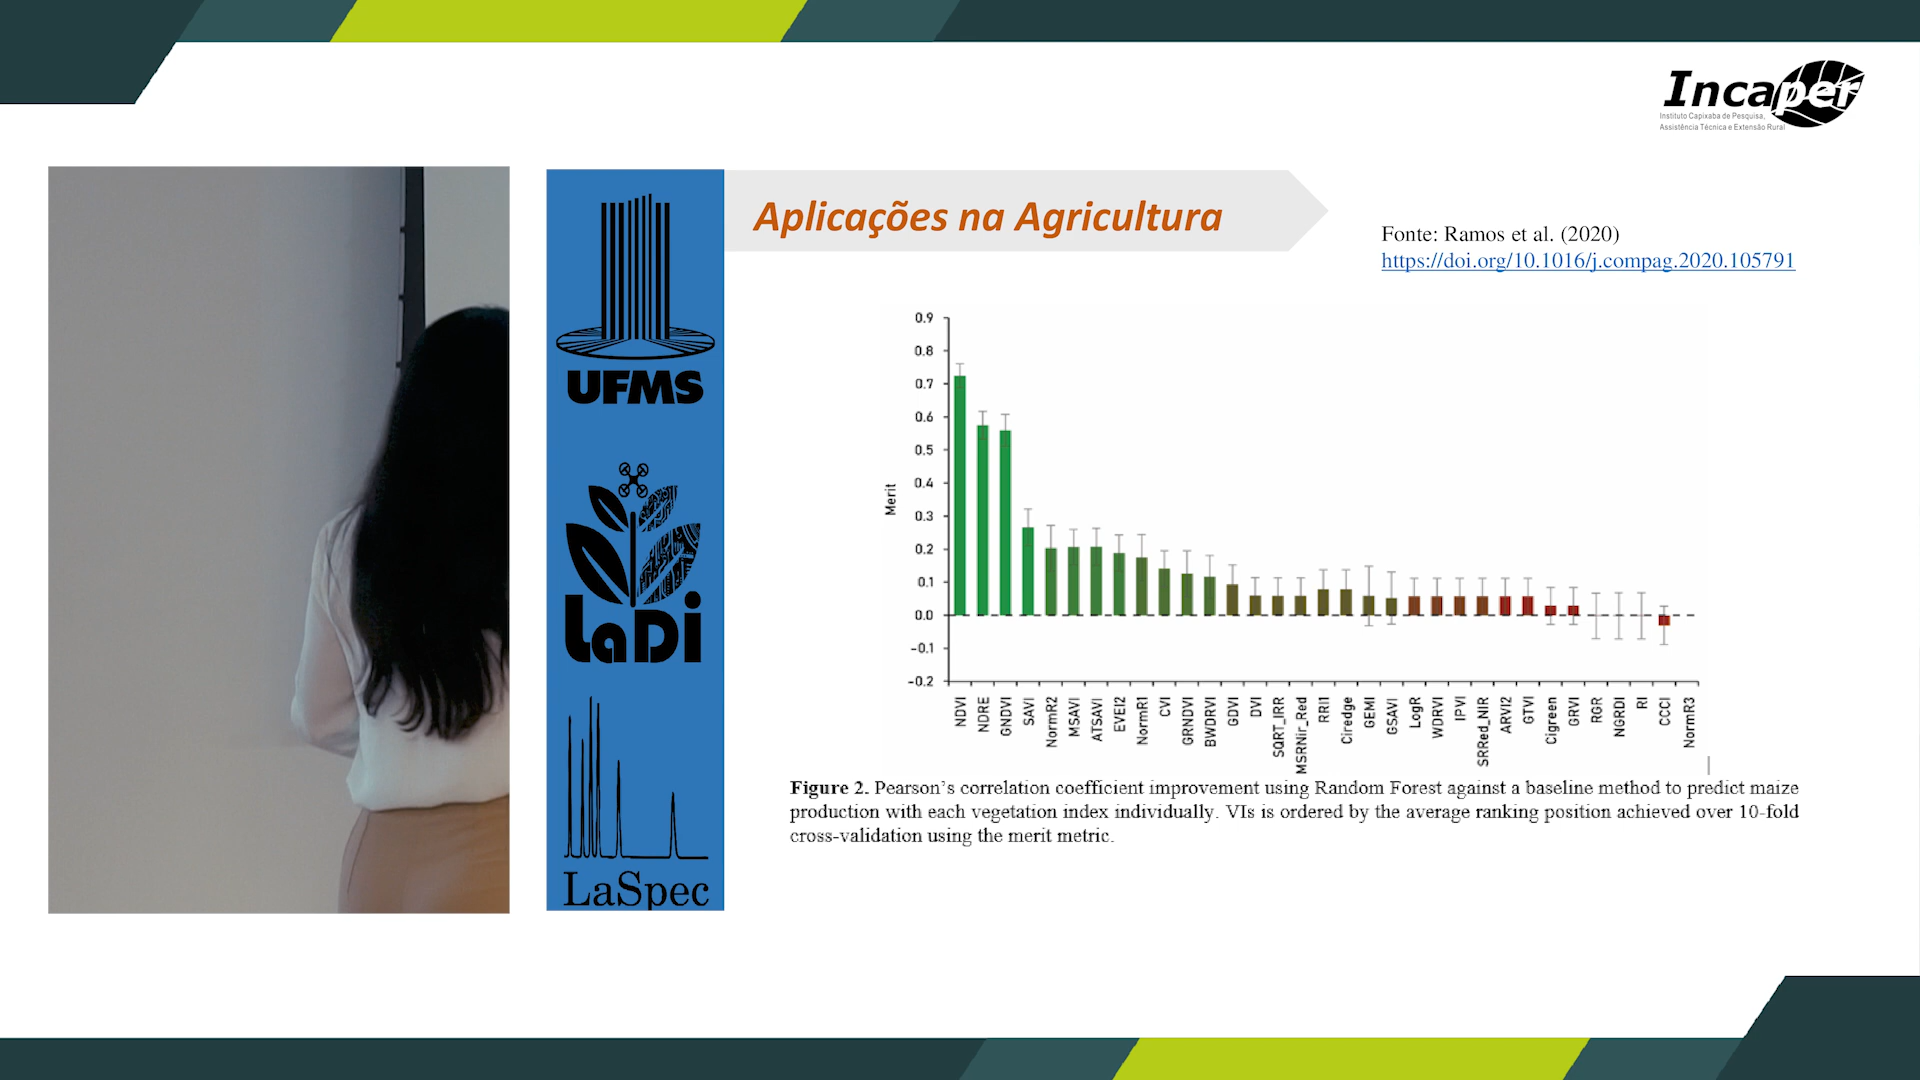 Incaper
Instituto Capixaba de Pesquisa,
Assistência Técnica e Extensão Rural
UFMS
LaDi
LaSpec
Aplicações na Agricultura
Fonte: Ramos et al. (2020)
https://doi.org/10.1016/j.compag.2020.105791
Merit
0.9
0.8
0.7
0.6
0.5
0.4
0.3
0.2
0.1
0.0
-0.1
-0.2
NDVI
NDRE
GNDVI
SAVI
NormR2
MSAVI
ATSAVI
EVEI2
NormR1
CVI
GRNDVI
BWDRVI
GDVI
DVI
SQRT_IRR
MSRNir_Red
RRI1
Ciredge
GEMI
GSAVI
LogR
WDRVI
IPVI
SRRed_NIR
ARVI2
GTVI
Cigreen
GRVI
RGR
NGRDI
RI
CCCI
NormR3
Figure 2. Pearson's correlation coefficient improvement using Random Forest against a baseline method to predict maize
production with each vegetation index individually. VIs is ordered by the average ranking position achieved over 10-fold
cross-validation using the merit metric.